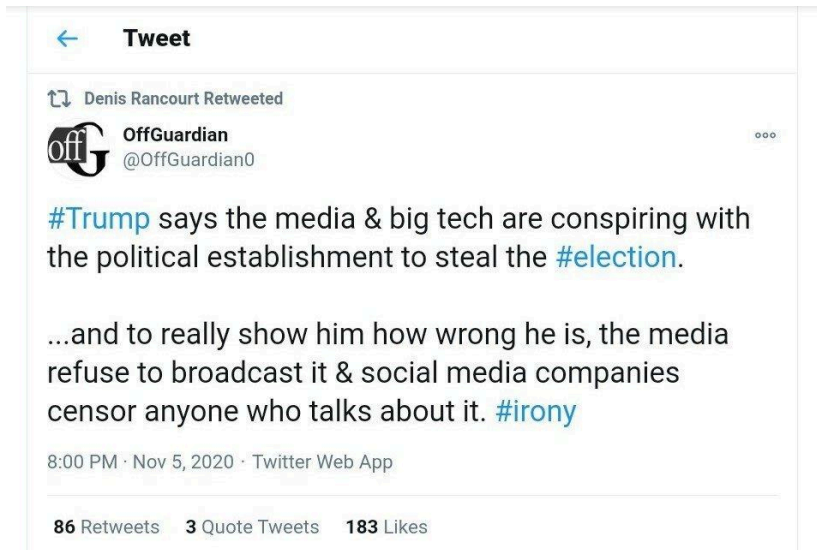 Tweet
Denis Rancourt Retweeted
off G
OffGuardian
@OffGuardian0
#Trump says the media & big tech are conspiring with
the political establishment to steal the #election.
...and to really show him how wrong he is, the media
refuse to broadcast it & social media companies
censor anyone who talks about it. #irony
8:00 PM · Nov 5, 2020 · Twitter Web App
86 Retweets 3 Quote Tweets 183 Likes